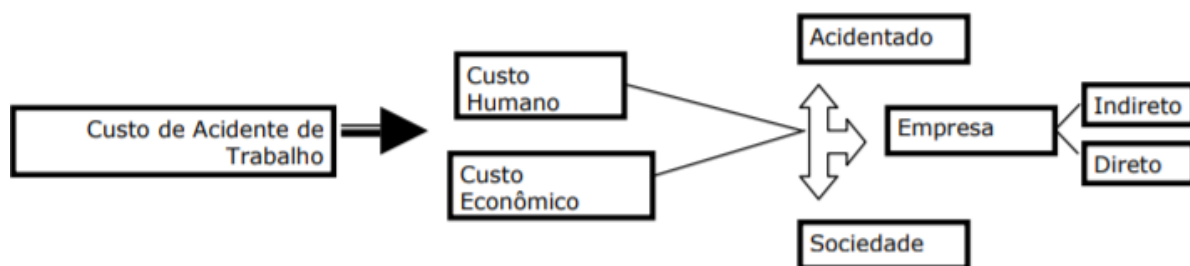 Custo de Acidente de
Trabalho
Custo
Humano
Custo
Econômico
Acidentado
Empresa
Sociedade
Indireto
Direto